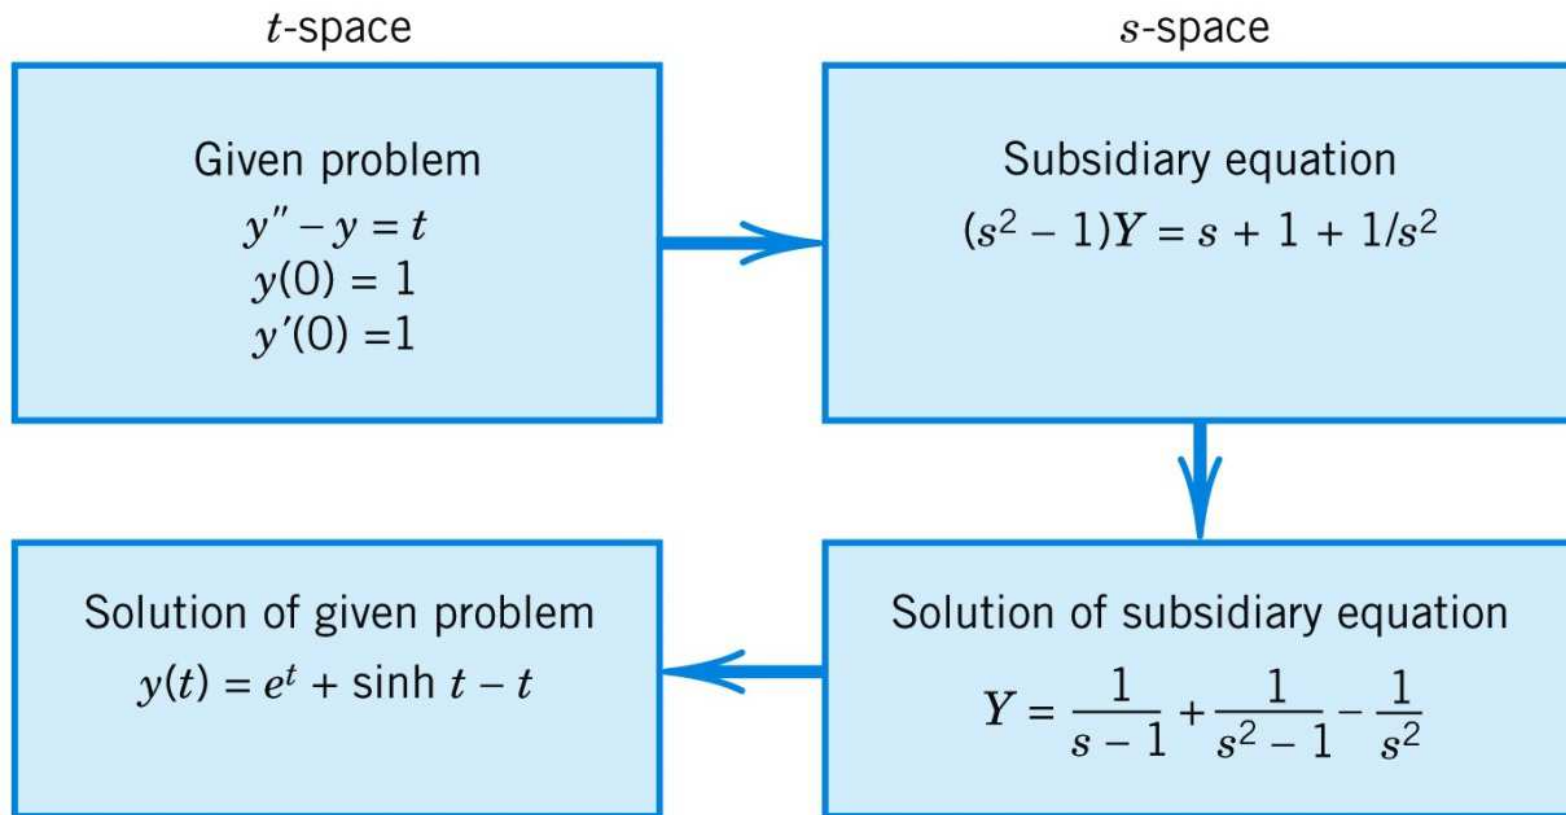 t-space
s-space
Given problem
y″ – y = t
y(0) = 1
y′(0) =1
Subsidiary equation
(s² – 1)Y = s + 1 + 1/s²
Solution of given problem
y(t) = eᵗ + sinh t – t
Solution of subsidiary equation
Y = 1/(s – 1) + 1/(s² – 1) – 1/s²